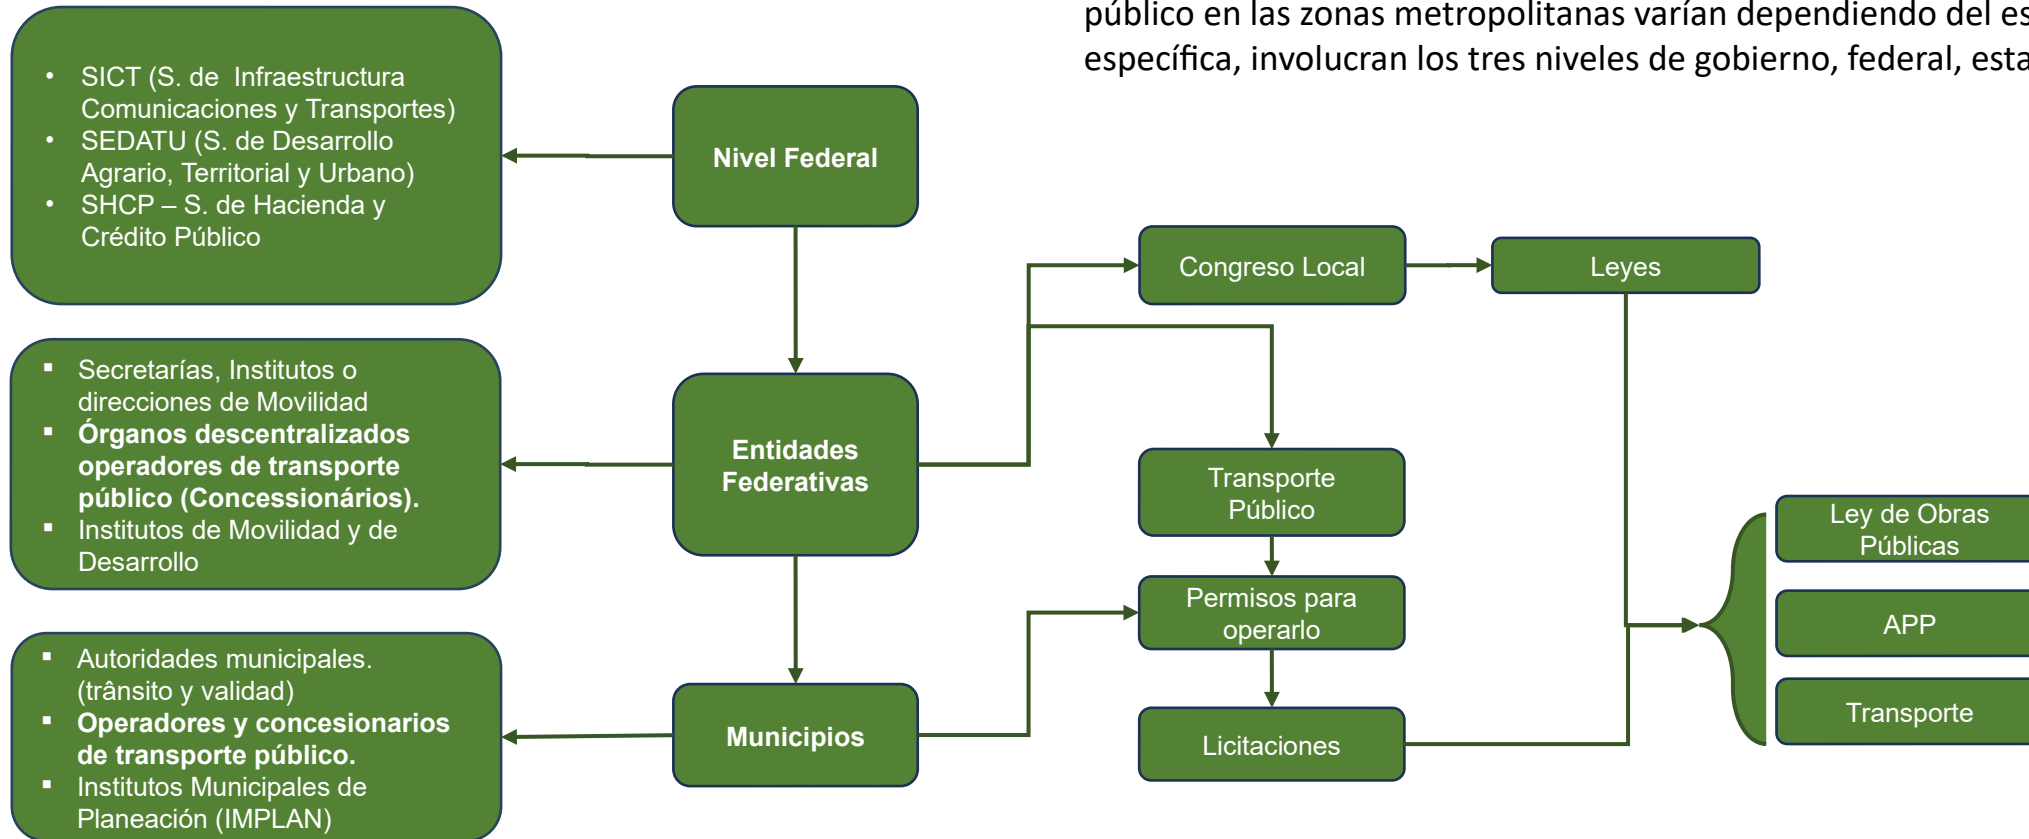 público en las zonas metropolitanas varían dependiendo del es
específica, involucran los tres niveles de gobierno, federal, esta
• SICT (S. de Infraestructura
Comunicaciones y Transportes)
• SEDATU (S. de Desarrollo
Agrario, Territorial y Urbano)
• SHCP – S. de Hacienda y
Crédito Público
Nivel Federal
Congreso Local
Leyes
▪ Secretarías, Institutos o
direcciones de Movilidad
▪ Órganos descentralizados
operadores de transporte
público (Concessionários).
▪ Institutos de Movilidad y de
Desarrollo
Entidades
Federativas
Transporte
Público
Permisos para
operarlo
Licitaciones
Ley de Obras
Públicas
APP
Transporte
▪ Autoridades municipales.
(trânsito y validad)
▪ Operadores y concesionarios
de transporte público.
▪ Institutos Municipales de
Planeación (IMPLAN)
Municipios